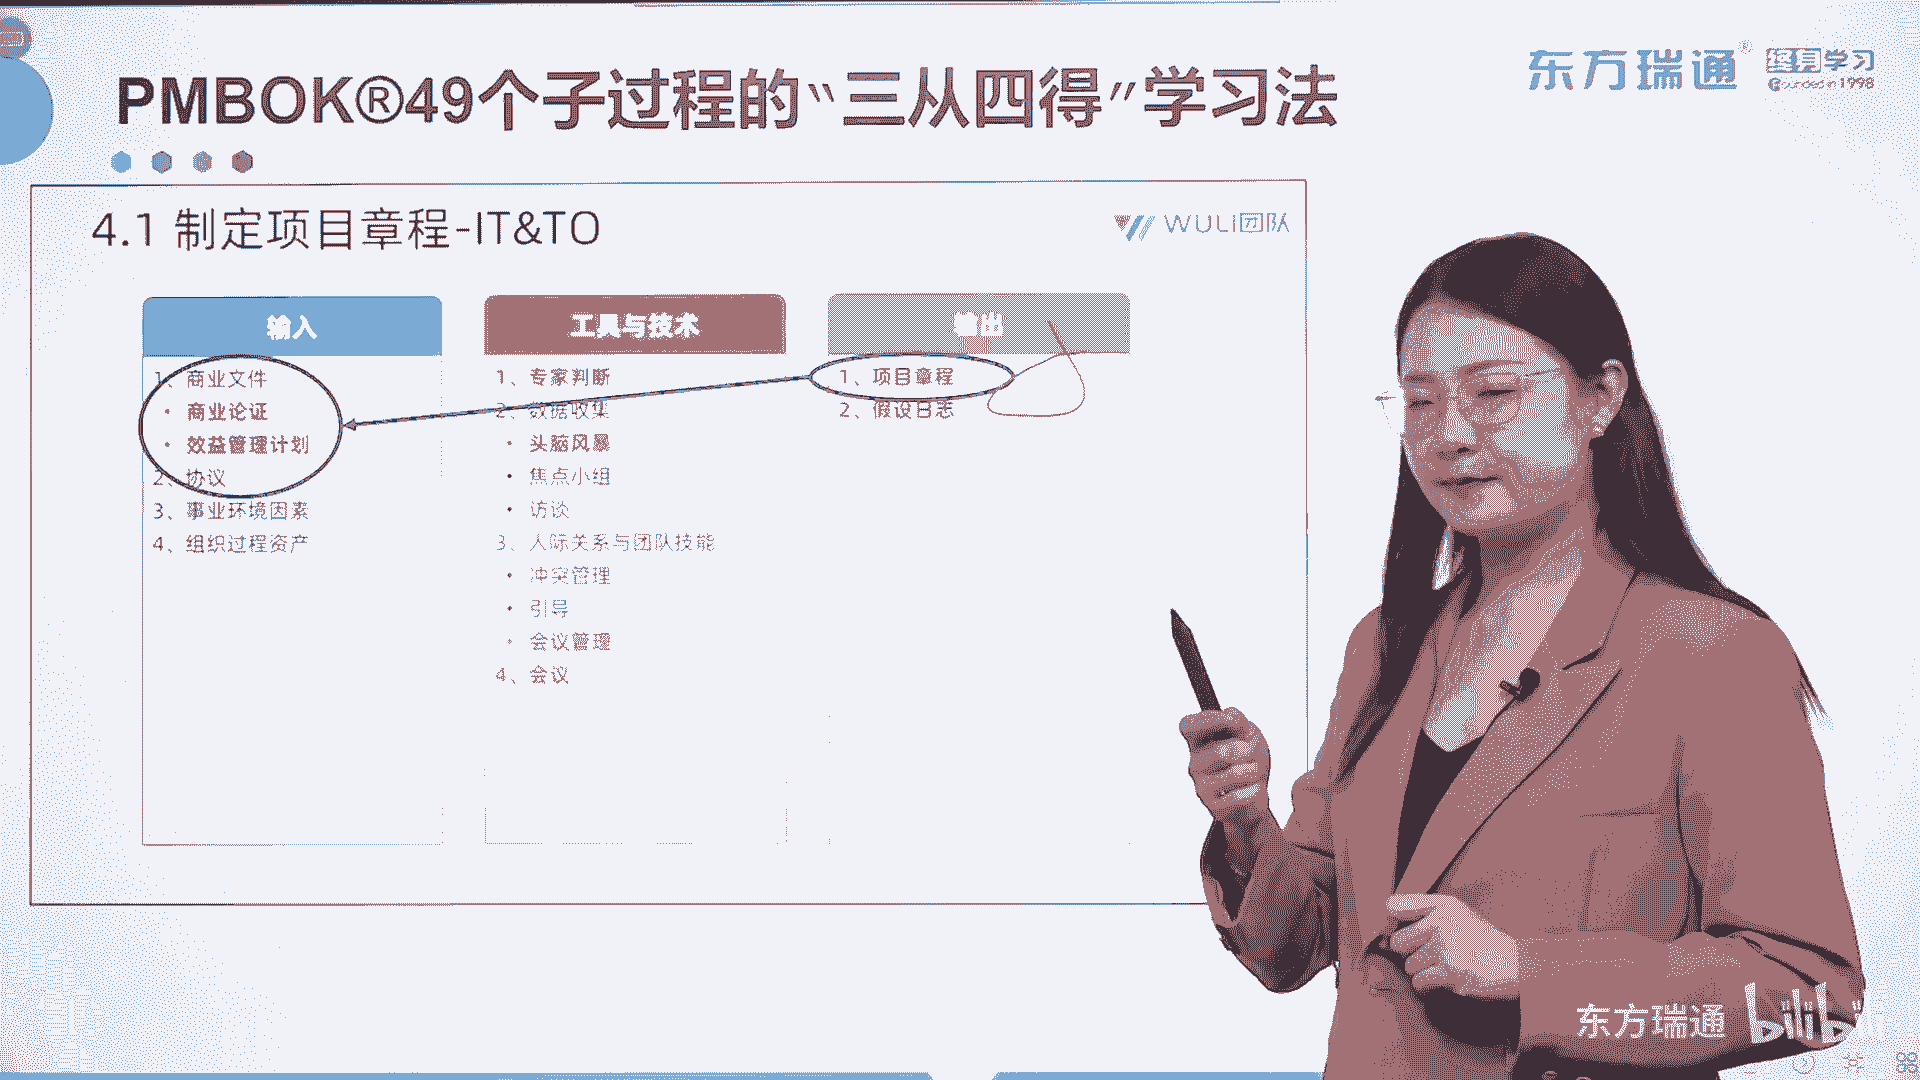 PMBOK®49个子过程的“三从四得”学习法
东方瑞通® 终身学习
Founded in 1998
4.1 制定项目章程-IT&TO
WULi团队
输入
1、商业文件
• 商业论证
• 效益管理计划
2、协议
3、事业环境因素
4、组织过程资产
工具与技术
1、专家判断
2、数据收集
• 头脑风暴
• 焦点小组
• 访谈
3、人际关系与团队技能
• 冲突管理
• 引导
• 会议管理
4、会议
输出
1、项目章程
2、假设日志
东方瑞通 bilibili